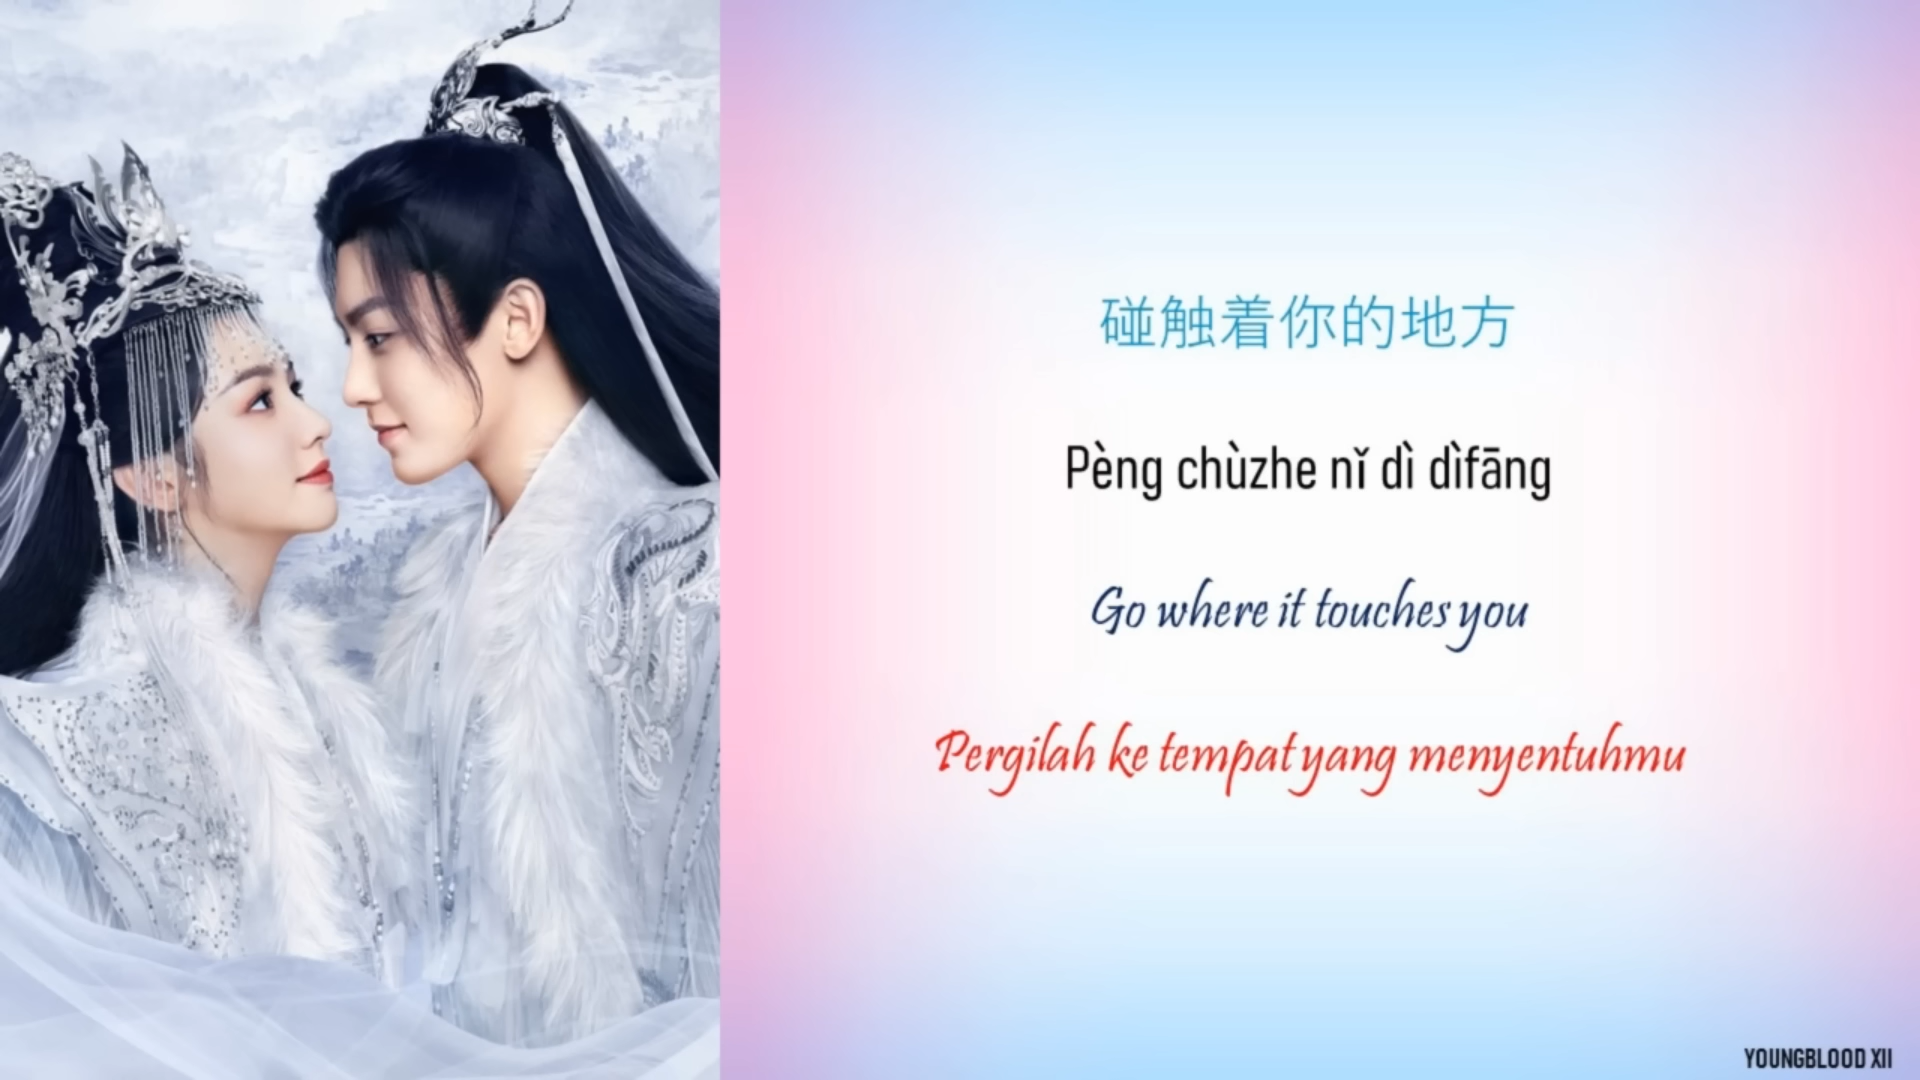 碰触着你的地方
Pèng chùzhe nǐ dì dìfāng
Go where it touches you
Pergilah ke tempat yang menyentuhmu
YOUNGBLOOD XII